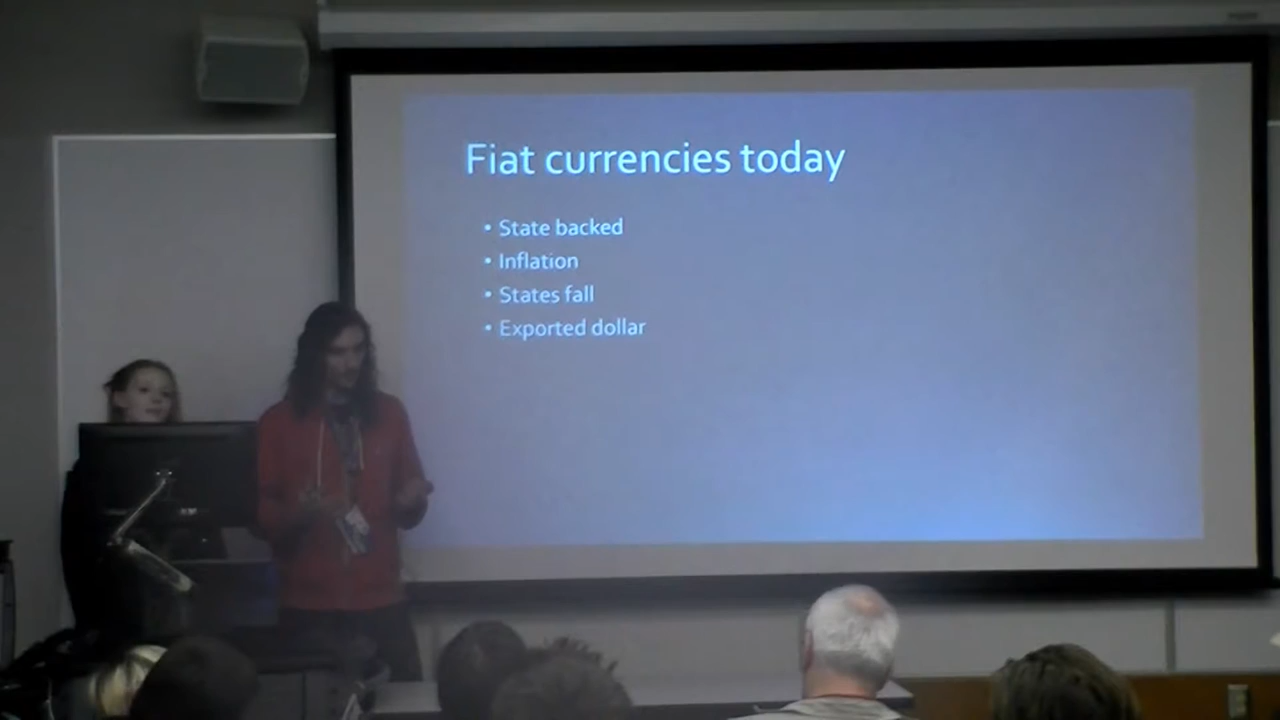 Fiat currencies today
• State backed
• Inflation
• States fall
• Exported dollar